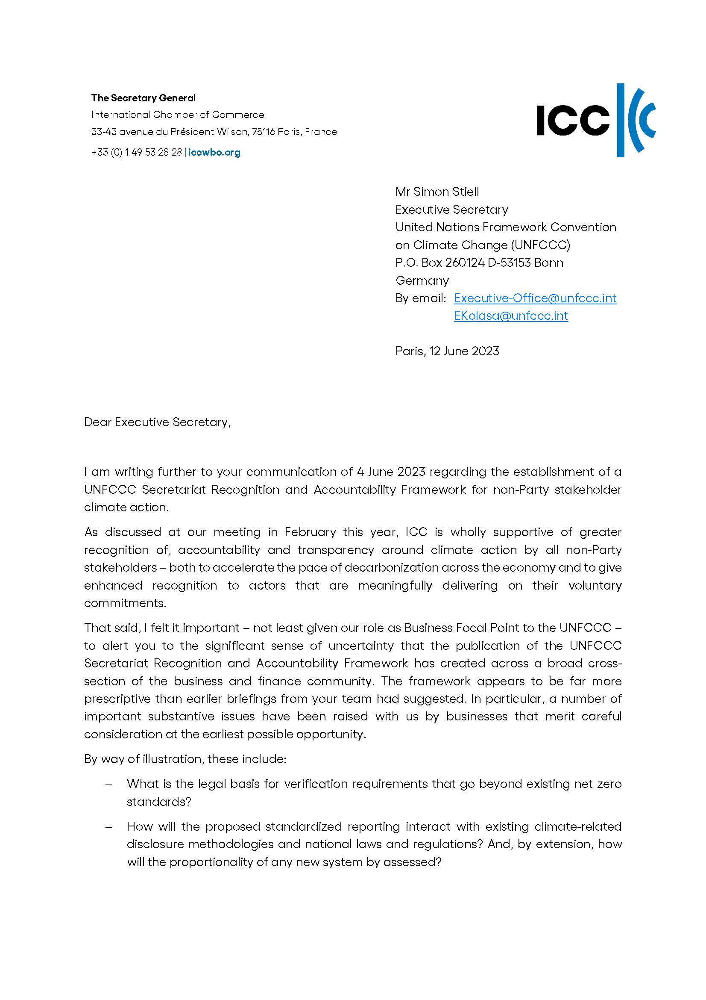 The Secretary General
International Chamber of Commerce
33-43 avenue du Président Wilson, 75116 Paris, France
+33 (0) 1 49 53 28 28 | iccwbo.org
ICC
Mr Simon Stiell
Executive Secretary
United Nations Framework Convention
on Climate Change (UNFCCC)
P.O. Box 260124 D-53153 Bonn
Germany
By email: Executive-Office@unfccc.int
EKolasa@unfccc.int
Paris, 12 June 2023
Dear Executive Secretary,
I am writing further to your communication of 4 June 2023 regarding the establishment of a
UNFCCC Secretariat Recognition and Accountability Framework for non-Party stakeholder
climate action.
As discussed at our meeting in February this year, ICC is wholly supportive of greater
recognition of, accountability and transparency around climate action by all non-Party
stakeholders – both to accelerate the pace of decarbonization across the economy and to give
enhanced recognition to actors that are meaningfully delivering on their voluntary
commitments.
That said, I felt it important – not least given our role as Business Focal Point to the UNFCCC –
to alert you to the significant sense of uncertainty that the publication of the UNFCCC
Secretariat Recognition and Accountability Framework has created across a broad cross-
section of the business and finance community. The framework appears to be far more
prescriptive than earlier briefings from your team had suggested. In particular, a number of
important substantive issues have been raised with us by businesses that merit careful
consideration at the earliest possible opportunity.
By way of illustration, these include:
– What is the legal basis for verification requirements that go beyond existing net zero
standards?
– How will the proposed standardized reporting interact with existing climate-related
disclosure methodologies and national laws and regulations? And, by extension, how
will the proportionality of any new system by assessed?